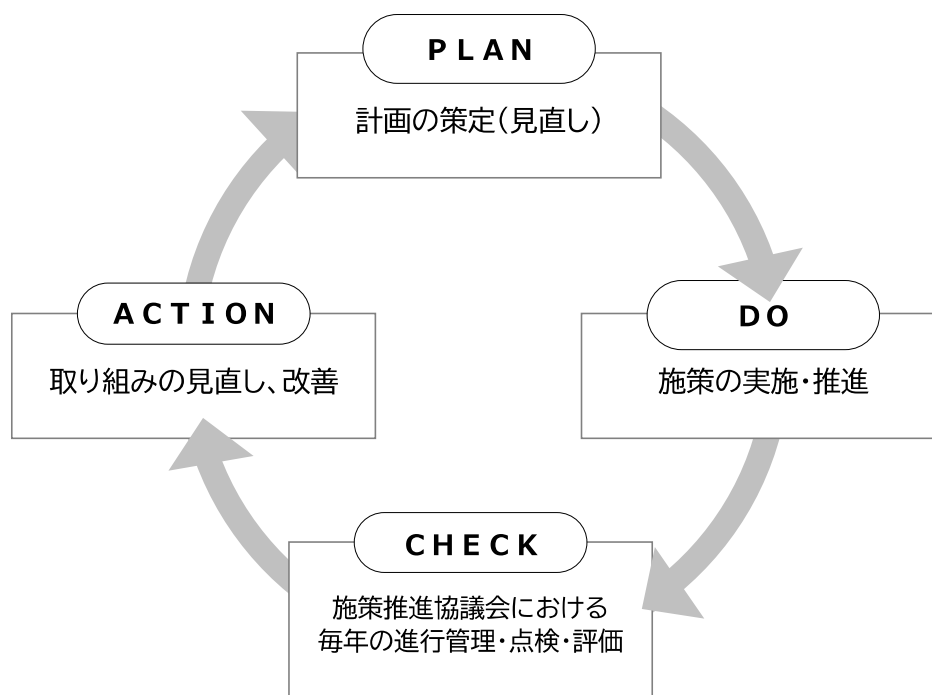 PLAN
計画の策定（見直し）
DO
施策の実施・推進
CHECK
施策推進協議会における
毎年の進行管理・点検・評価
ACTION
取り組みの見直し、改善